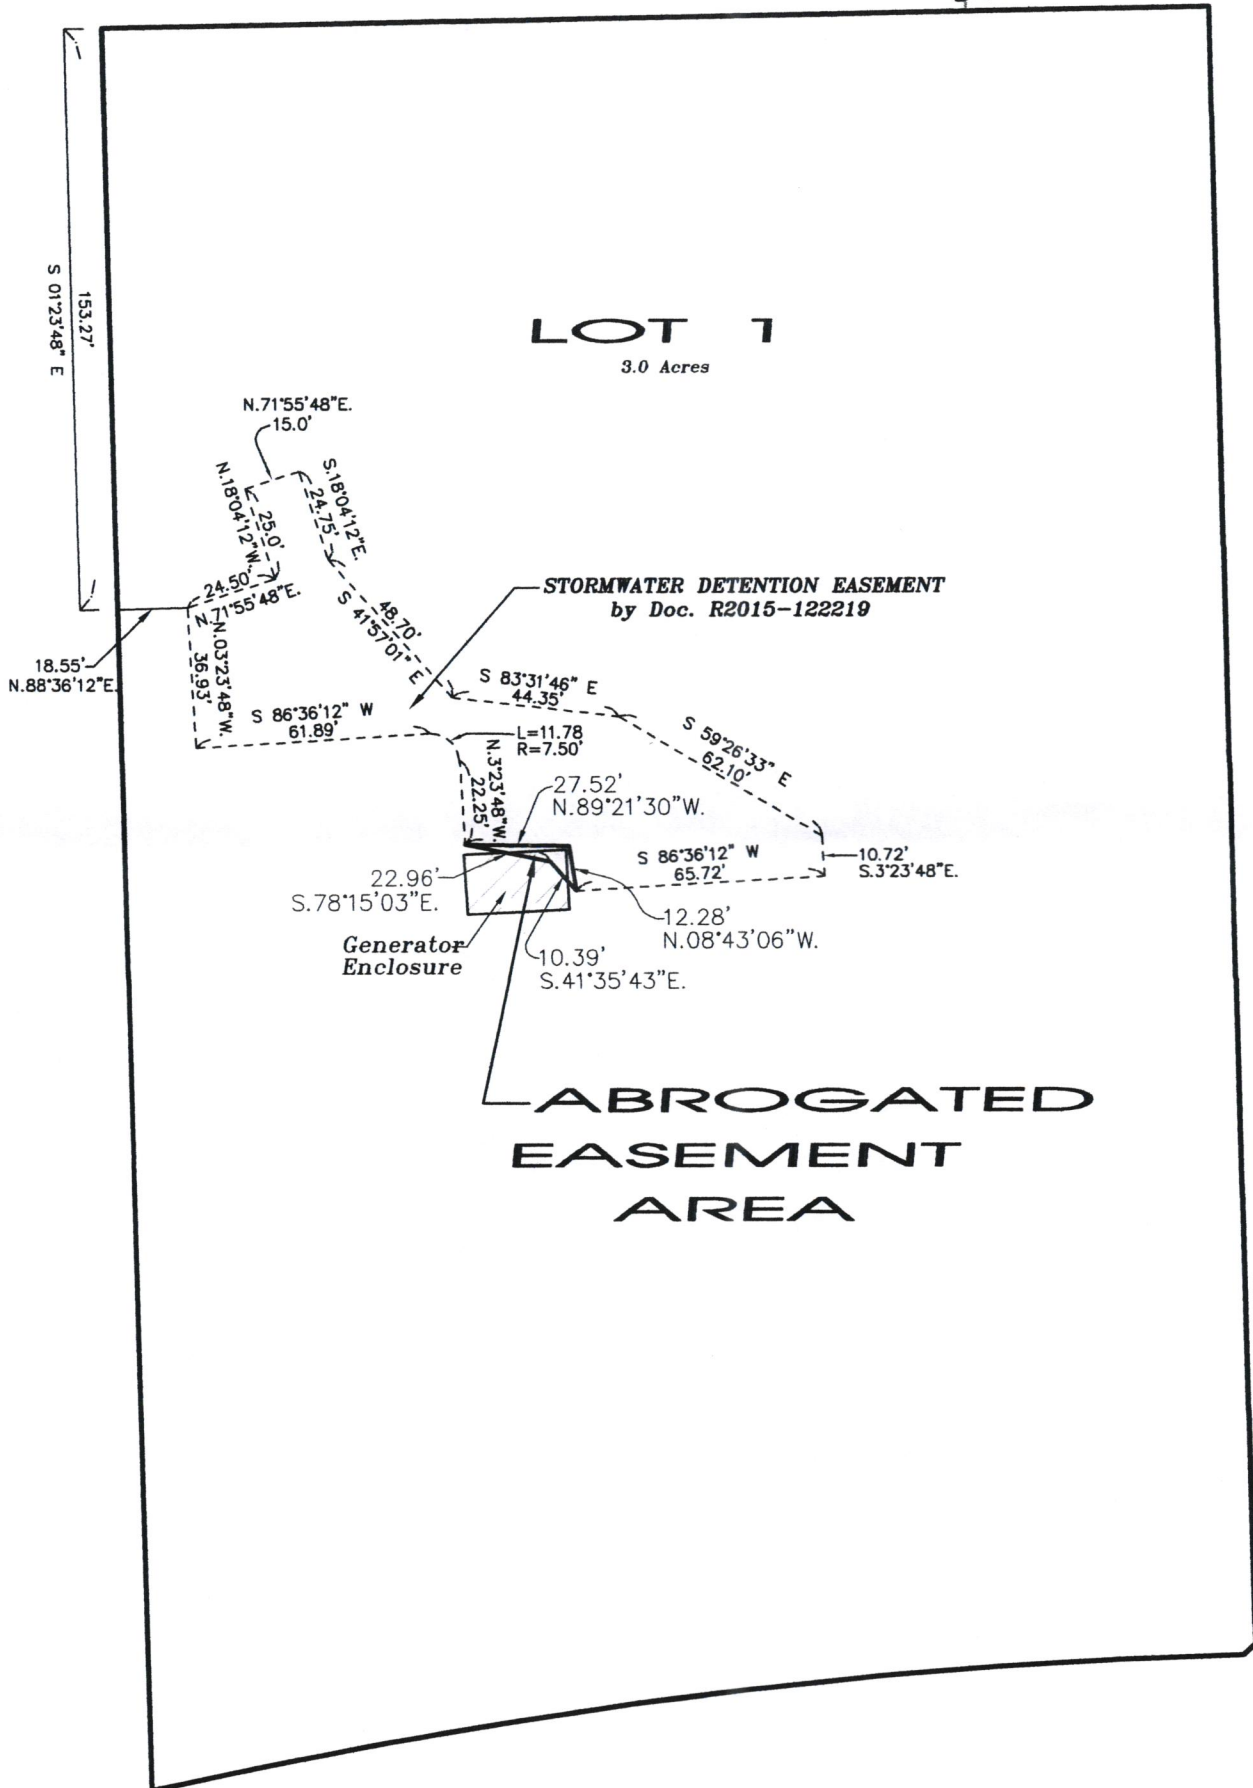 153.27'
S 01°23'48" E
LOT 1
3.0 Acres
N.71°55'48"E.
15.0'
N.18°04'12"W.
25.0'
S.18°04'12"E.
24.75'
24.50'
N.71°55'48"E.
48.70'
S 41°57'01" E
STORMWATER DETENTION EASEMENT
by Doc. R2015-122219
18.55'
N.88°36'12"E.
N.03°23'48"W.
36.93'
S 86°36'12" W
61.89'
S 83°31'46" E
44.35'
L=11.78
R=7.50'
S 59°26'33" E
62.10'
N.3°23'48"W.
22.25'
27.52'
N.89°21'30"W.
S 86°36'12" W
65.72'
10.72'
S.3°23'48"E.
22.96'
S.78°15'03"E.
12.28'
N.08°43'06"W.
Generator
Enclosure
10.39'
S.41°35'43"E.
ABROGATED
EASEMENT
AREA